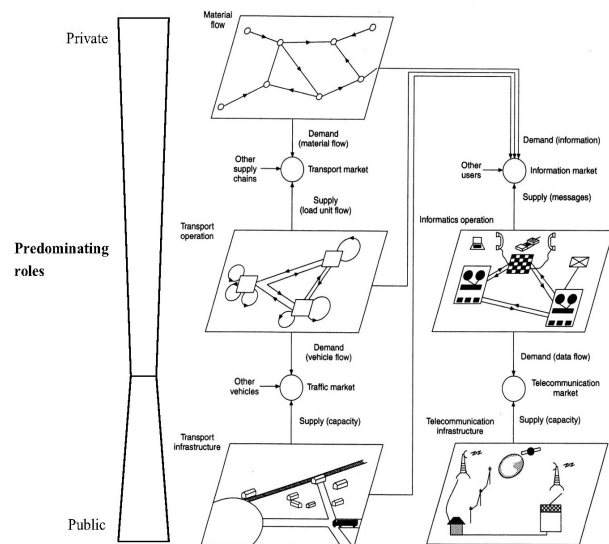 Private
Predominating
roles
Public
Material
flow
Demand
(material flow)
Other
supply
chains
Transport market
Supply
(load unit flow)
Transport
operation
Demand
(vehicle flow)
Other
vehicles
Traffic market
Supply (capacity)
Transport
infrastructure
Demand (information)
Other
users
Information market
Supply (messages)
Informatics operation
Demand (data flow)
Telecommunication
market
Supply (capacity)
Telecommunication
infrastructure